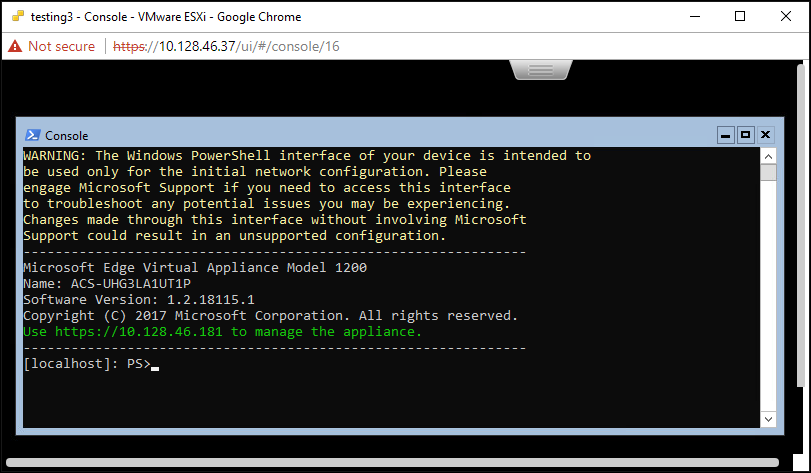 testing3 - Console - VMware ESXi - Google Chrome
Not secure | https://10.128.46.37/ui/#/console/16
Console
WARNING: The Windows PowerShell interface of your device is intended to
be used only for the initial network configuration. Please
engage Microsoft Support if you need to access this interface
to troubleshoot any potential issues you may be experiencing.
Changes made through this interface without involving Microsoft
Support could result in an unsupported configuration.
---------------------------------------------------------------
Microsoft Edge Virtual Appliance Model 1200
Name: ACS-UHG3LA1UT1P
Software Version: 1.2.18115.1
Copyright (C) 2017 Microsoft Corporation. All rights reserved.
Use https://10.128.46.181 to manage the appliance.
---------------------------------------------------------------
[localhost]: PS>